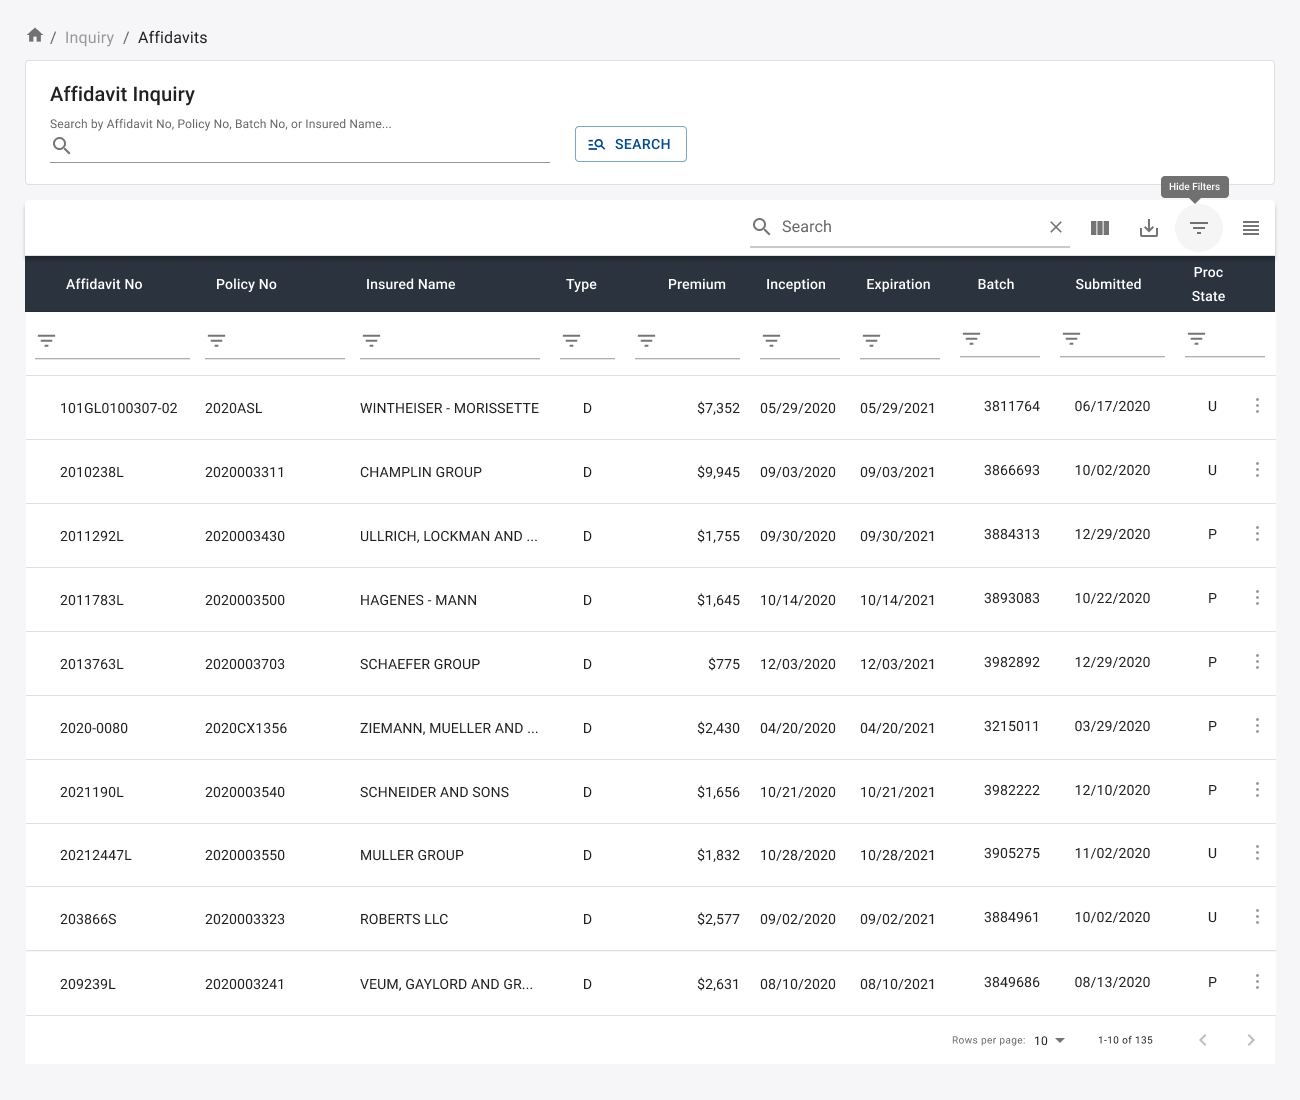 / Inquiry / Affidavits
Affidavit Inquiry
Search by Affidavit No, Policy No, Batch No, or Insured Name...
SEARCH
Hide Filters
Search
Affidavit No Policy No Insured Name Type Premium Inception Expiration Batch Submitted Proc State
101GL0100307-02 2020ASL WINTHEISER - MORISSETTE D $7,352 05/29/2020 05/29/2021 3811764 06/17/2020 U
2010238L 2020003311 CHAMPLIN GROUP D $9,945 09/03/2020 09/03/2021 3866693 10/02/2020 U
2011292L 2020003430 ULLRICH, LOCKMAN AND ... D $1,755 09/30/2020 09/30/2021 3884313 12/29/2020 P
2011783L 2020003500 HAGENES - MANN D $1,645 10/14/2020 10/14/2021 3893083 10/22/2020 P
2013763L 2020003703 SCHAEFER GROUP D $775 12/03/2020 12/03/2021 3982892 12/29/2020 P
2020-0080 2020CX1356 ZIEMANN, MUELLER AND ... D $2,430 04/20/2020 04/20/2021 3215011 03/29/2020 P
2021190L 2020003540 SCHNEIDER AND SONS D $1,656 10/21/2020 10/21/2021 3982222 12/10/2020 P
20212447L 2020003550 MULLER GROUP D $1,832 10/28/2020 10/28/2021 3905275 11/02/2020 U
203866S 2020003323 ROBERTS LLC D $2,577 09/02/2020 09/02/2021 3884961 10/02/2020 U
209239L 2020003241 VEUM, GAYLORD AND GR... D $2,631 08/10/2020 08/10/2021 3849686 08/13/2020 P
Rows per page: 10 1-10 of 135